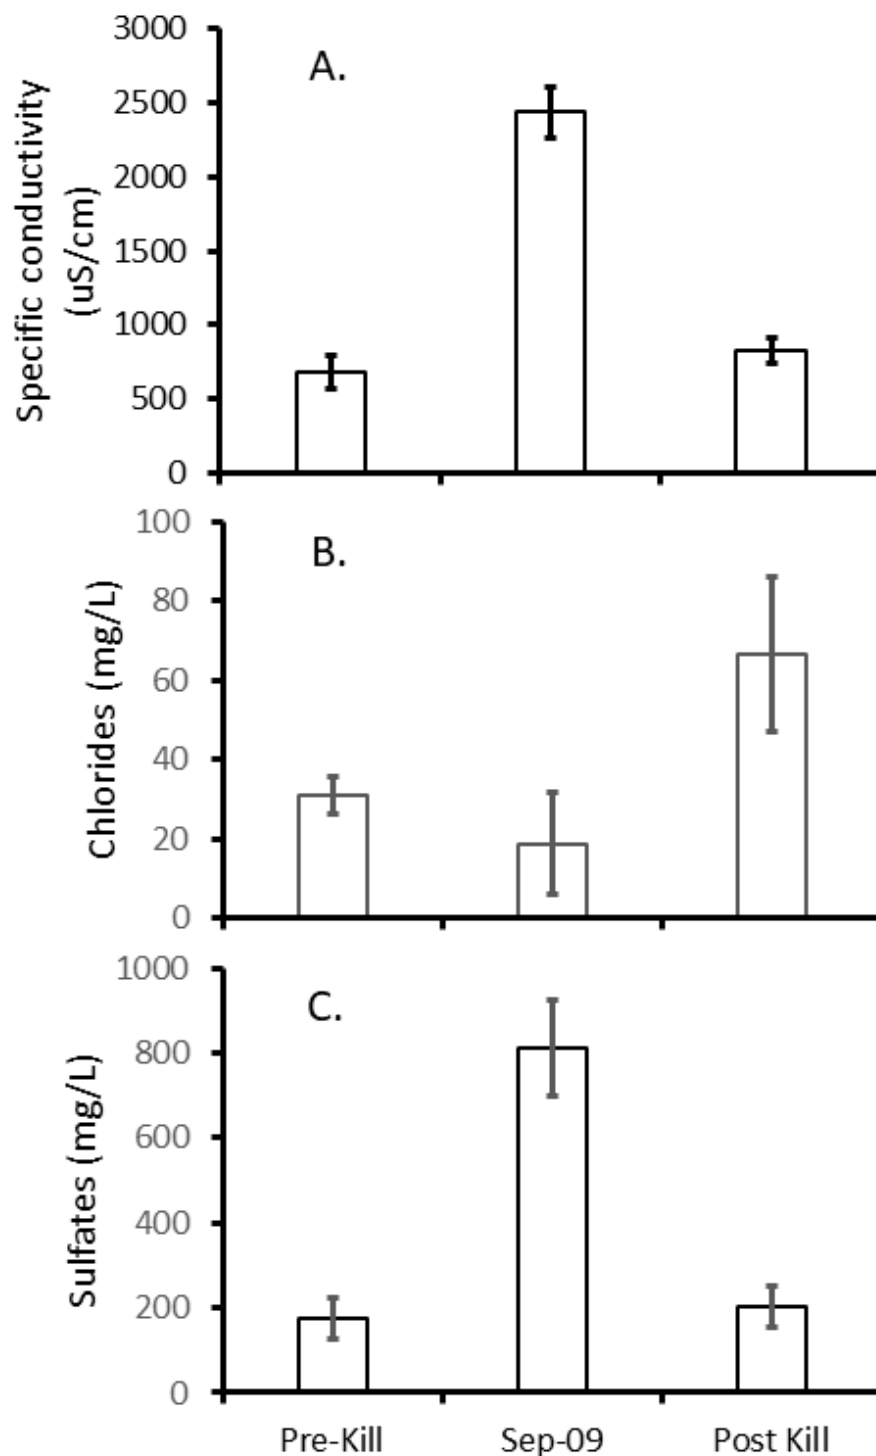 A.
Specific conductivity
(uS/cm)
3000
2500
2000
1500
1000
500
0
B.
Chlorides (mg/L)
100
80
60
40
20
0
C.
Sulfates (mg/L)
1000
800
600
400
200
0
Pre-Kill Sep-09 Post Kill